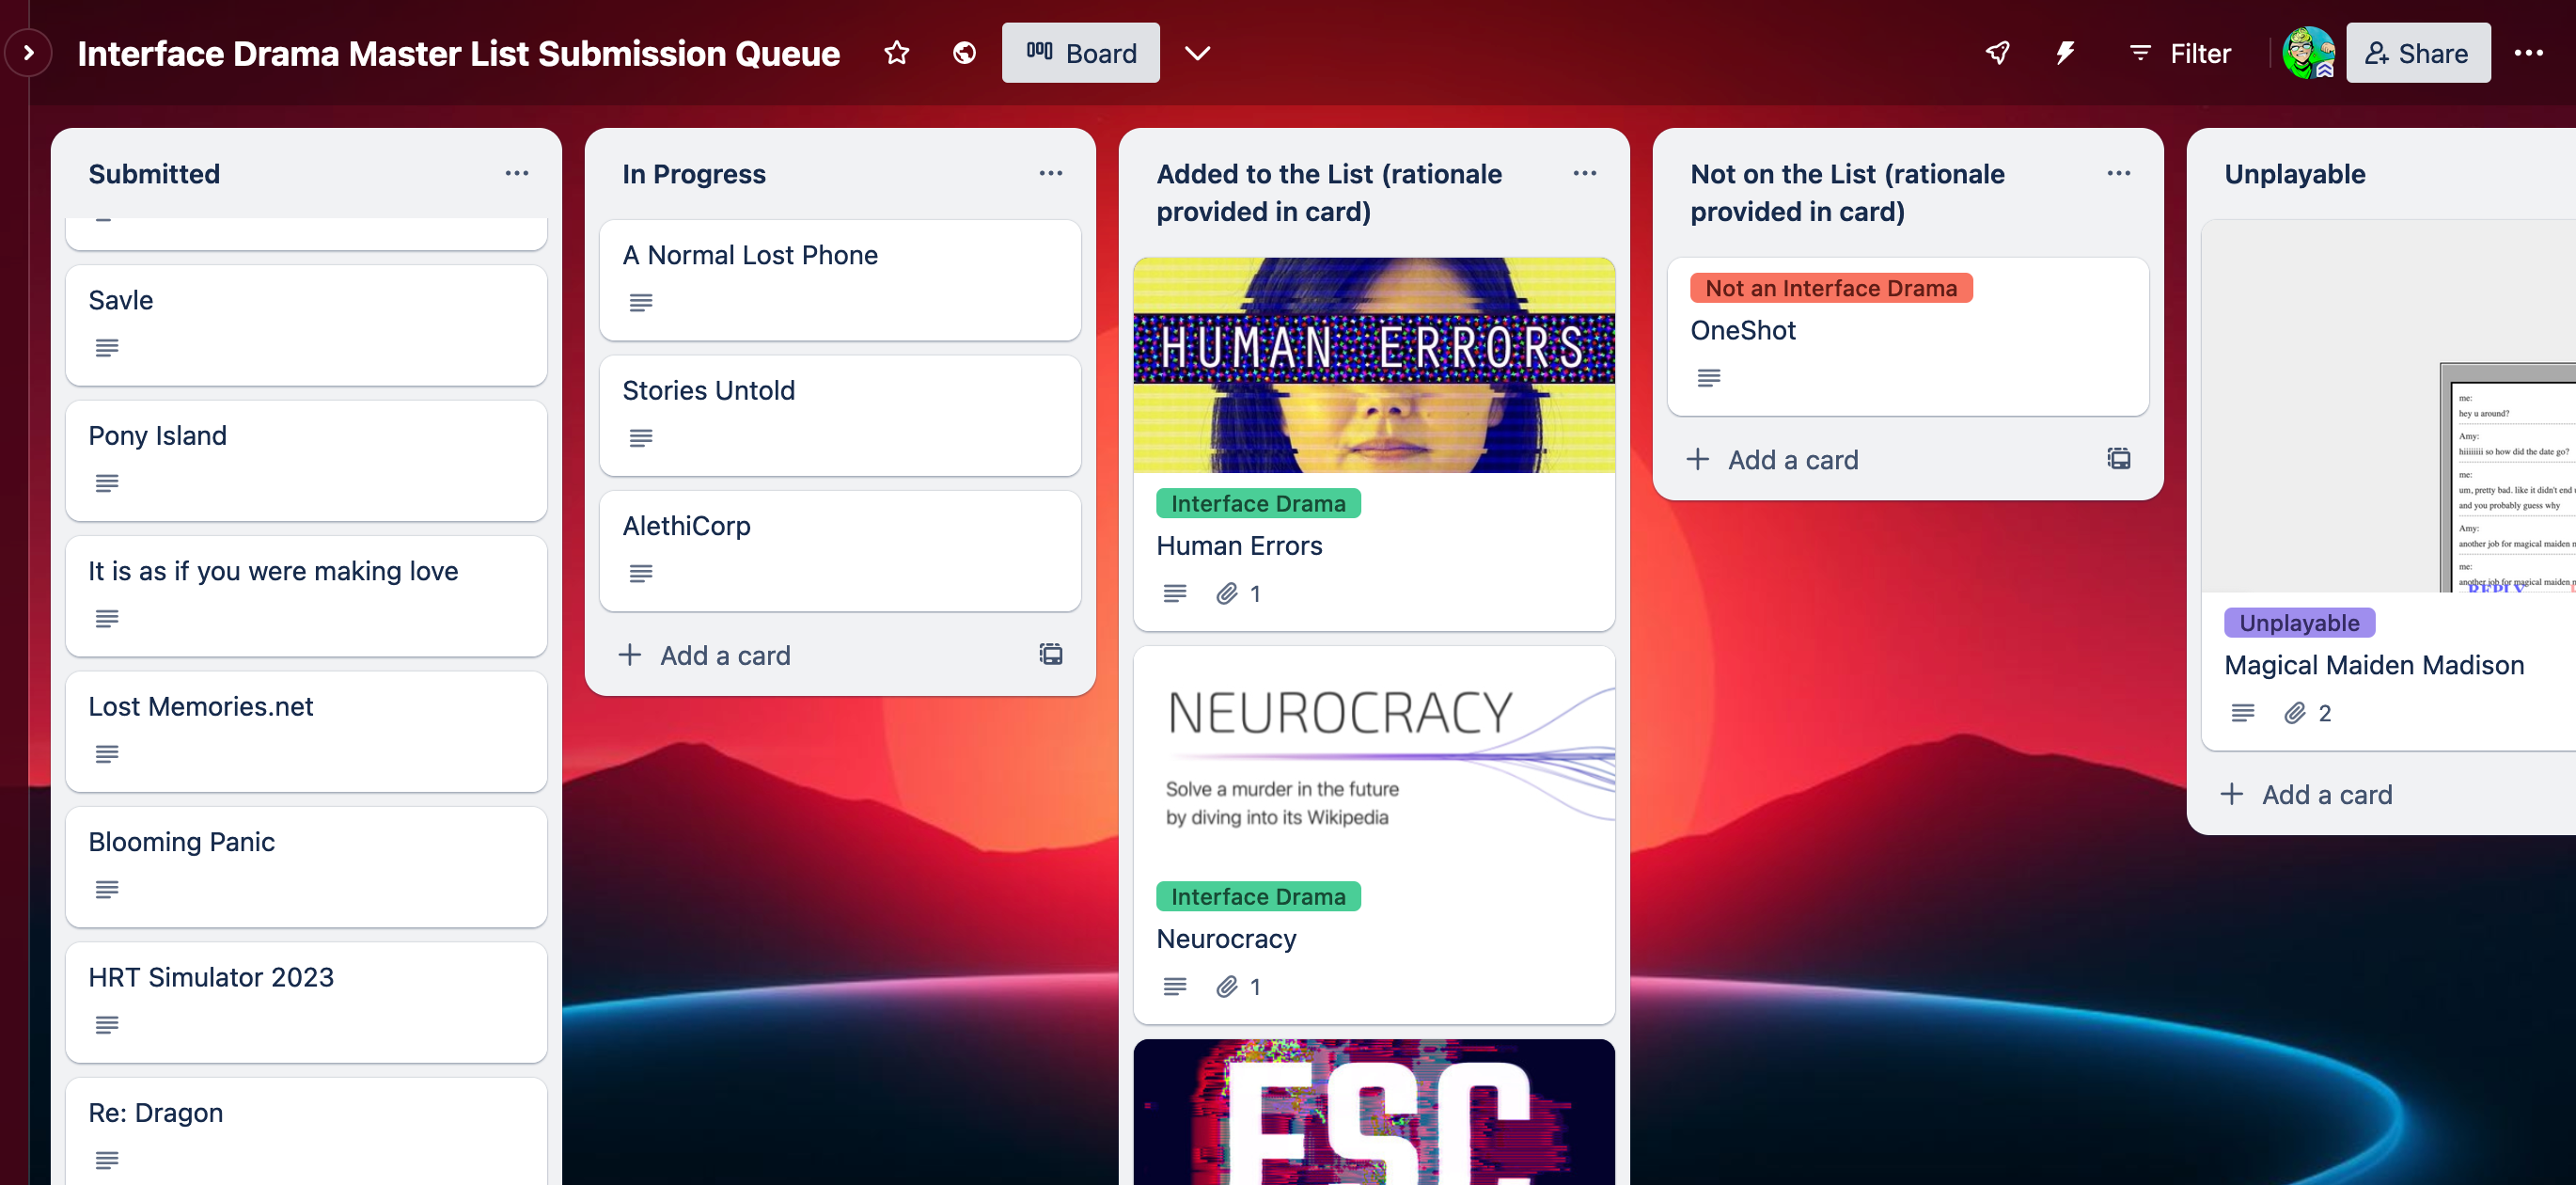 Interface Drama Master List Submission Queue
Board
Filter
Share
Submitted
Savle
Pony Island
It is as if you were making love
Lost Memories.net
Blooming Panic
HRT Simulator 2023
Re: Dragon
In Progress
A Normal Lost Phone
Stories Untold
AlethiCorp
Add a card
Added to the List (rationale
provided in card)
HUMAN ERRORS
Interface Drama
Human Errors
1
NEUROCRACY
Solve a murder in the future
by diving into its Wikipedia
Interface Drama
Neurocracy
1
ESC
Not on the List (rationale
provided in card)
Not an Interface Drama
OneShot
Add a card
Unplayable
me:
hey u around?
Amy:
hiiiiiiii so how did the date go?
me:
um, pretty bad. like it didn't end
and you probably guess why
Amy:
another job for magical maiden
me:
another job for magical maiden
REPLY
Unplayable
Magical Maiden Madison
2
Add a card